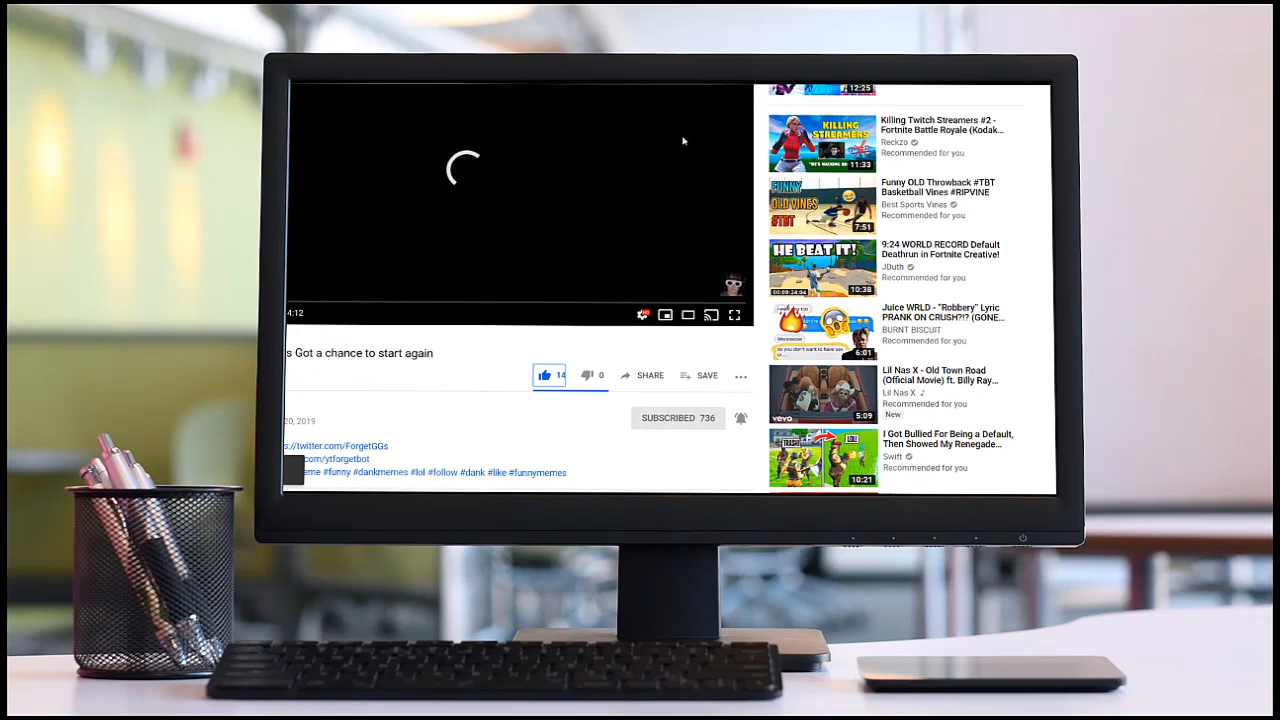 4:12
s Got a chance to start again
14
0
SHARE
SAVE
SUBSCRIBED 736
20, 2019
s://twitter.com/ForgetGGs
com/ytforgetbot
eme #funny #dankmemes #lol #follow #dank #like #funnymemes
12:25
KILLING
STREAMERS
11:33
Killing Twitch Streamers #2 -
Fortnite Battle Royale (Kodak...
Reckzo
Recommended for you
FUNNY
OLD VINES
#TBT
7:51
Funny OLD Throwback #TBT
Basketball Vines #RIPVINE
Best Sports Vines
Recommended for you
HE BEAT IT!
00:09:24:04
10:38
9:24 WORLD RECORD Default
Deathrun in Fortnite Creative!
JDuth
Recommended for you
6:01
Juice WRLD - "Robbery" Lyric
PRANK ON CRUSH?!? (GONE...
BURNT BISCUIT
Recommended for you
vevo
5:09
Lil Nas X - Old Town Road
(Official Movie) ft. Billy Ray...
Lil Nas X
Recommended for you
New
TRASH
LOL!
10:21
I Got Bullied For Being a Default,
Then Showed My Renegade...
Swift
Recommended for you